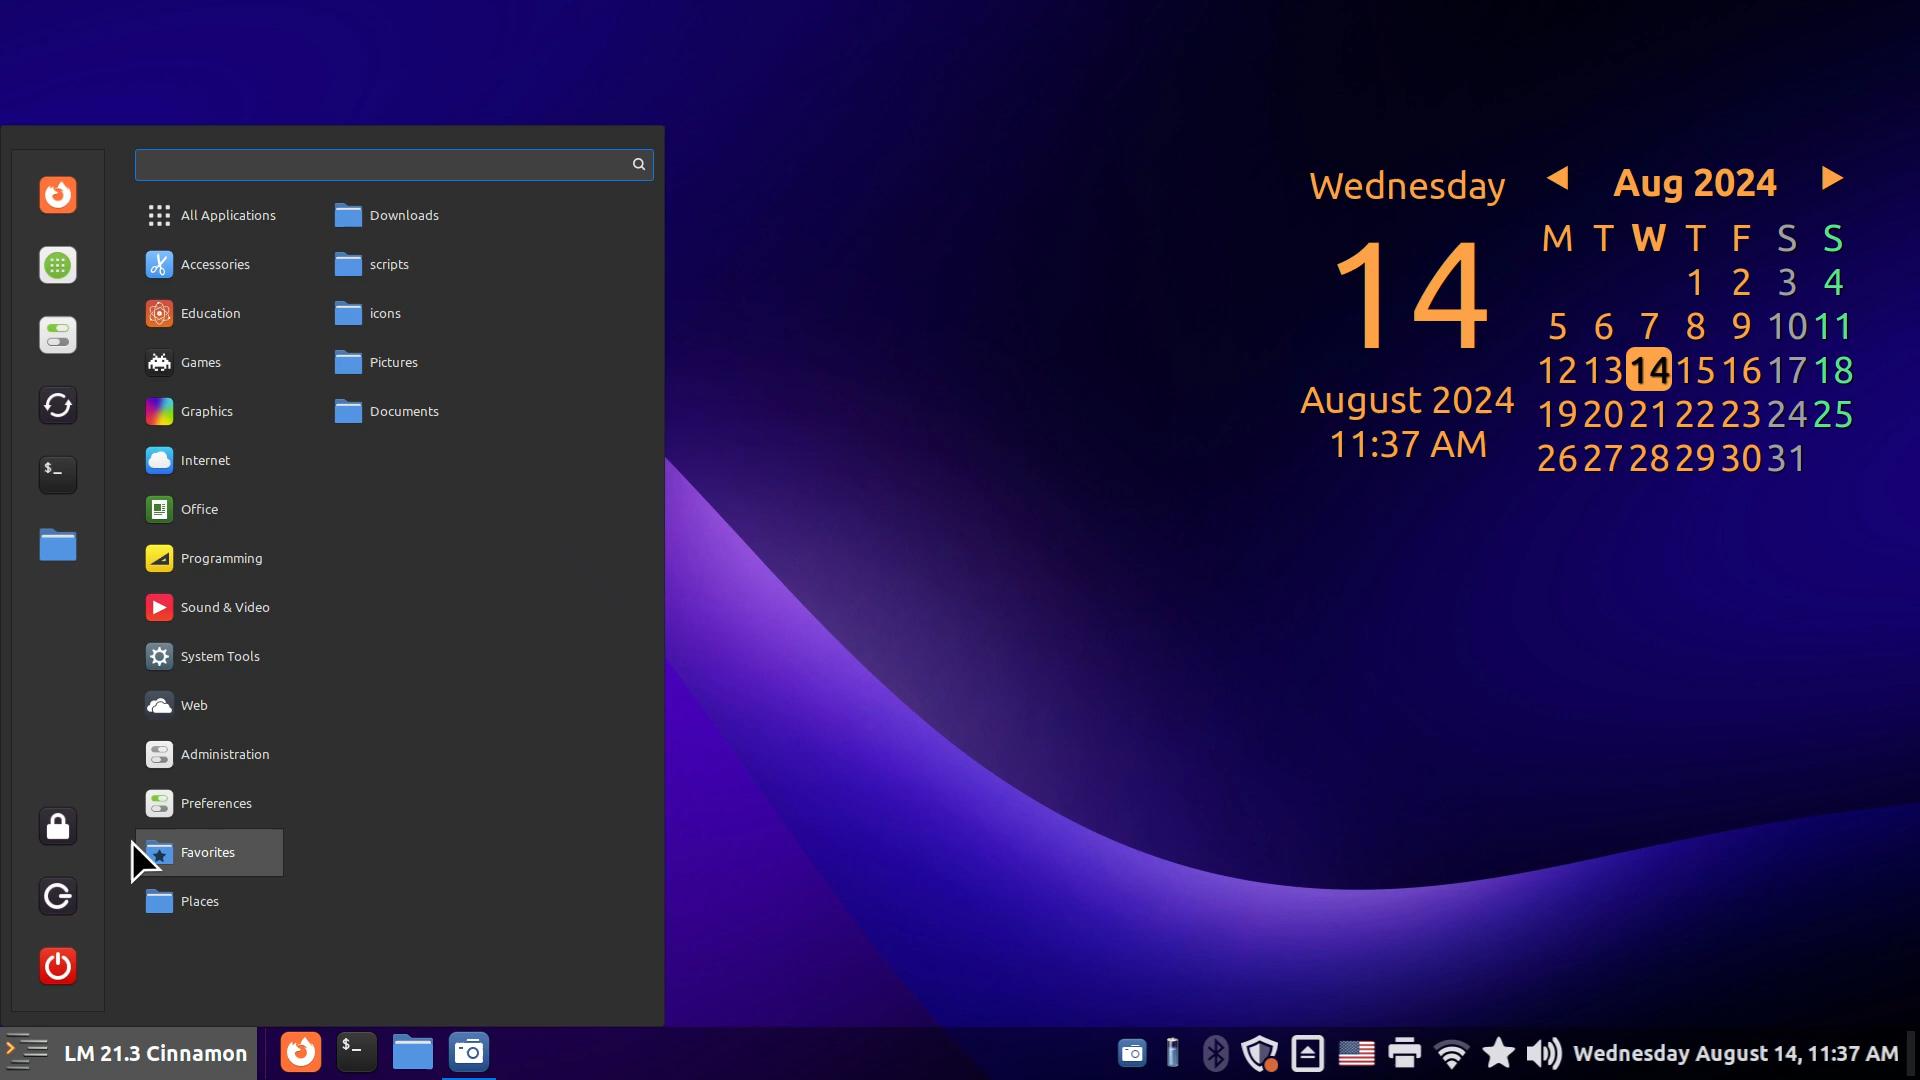 All Applications
Accessories
Education
Games
Graphics
Internet
Office
Programming
Sound & Video
System Tools
Web
Administration
Preferences
Favorites
Places
Downloads
scripts
icons
Pictures
Documents
Wednesday
14
August 2024
11:37 AM
Aug 2024
M T W T F S S
1 2 3 4
5 6 7 8 9 10 11
12 13 14 15 16 17 18
19 20 21 22 23 24 25
26 27 28 29 30 31
$_
LM 21.3 Cinnamon
$_
Wednesday August 14, 11:37 AM